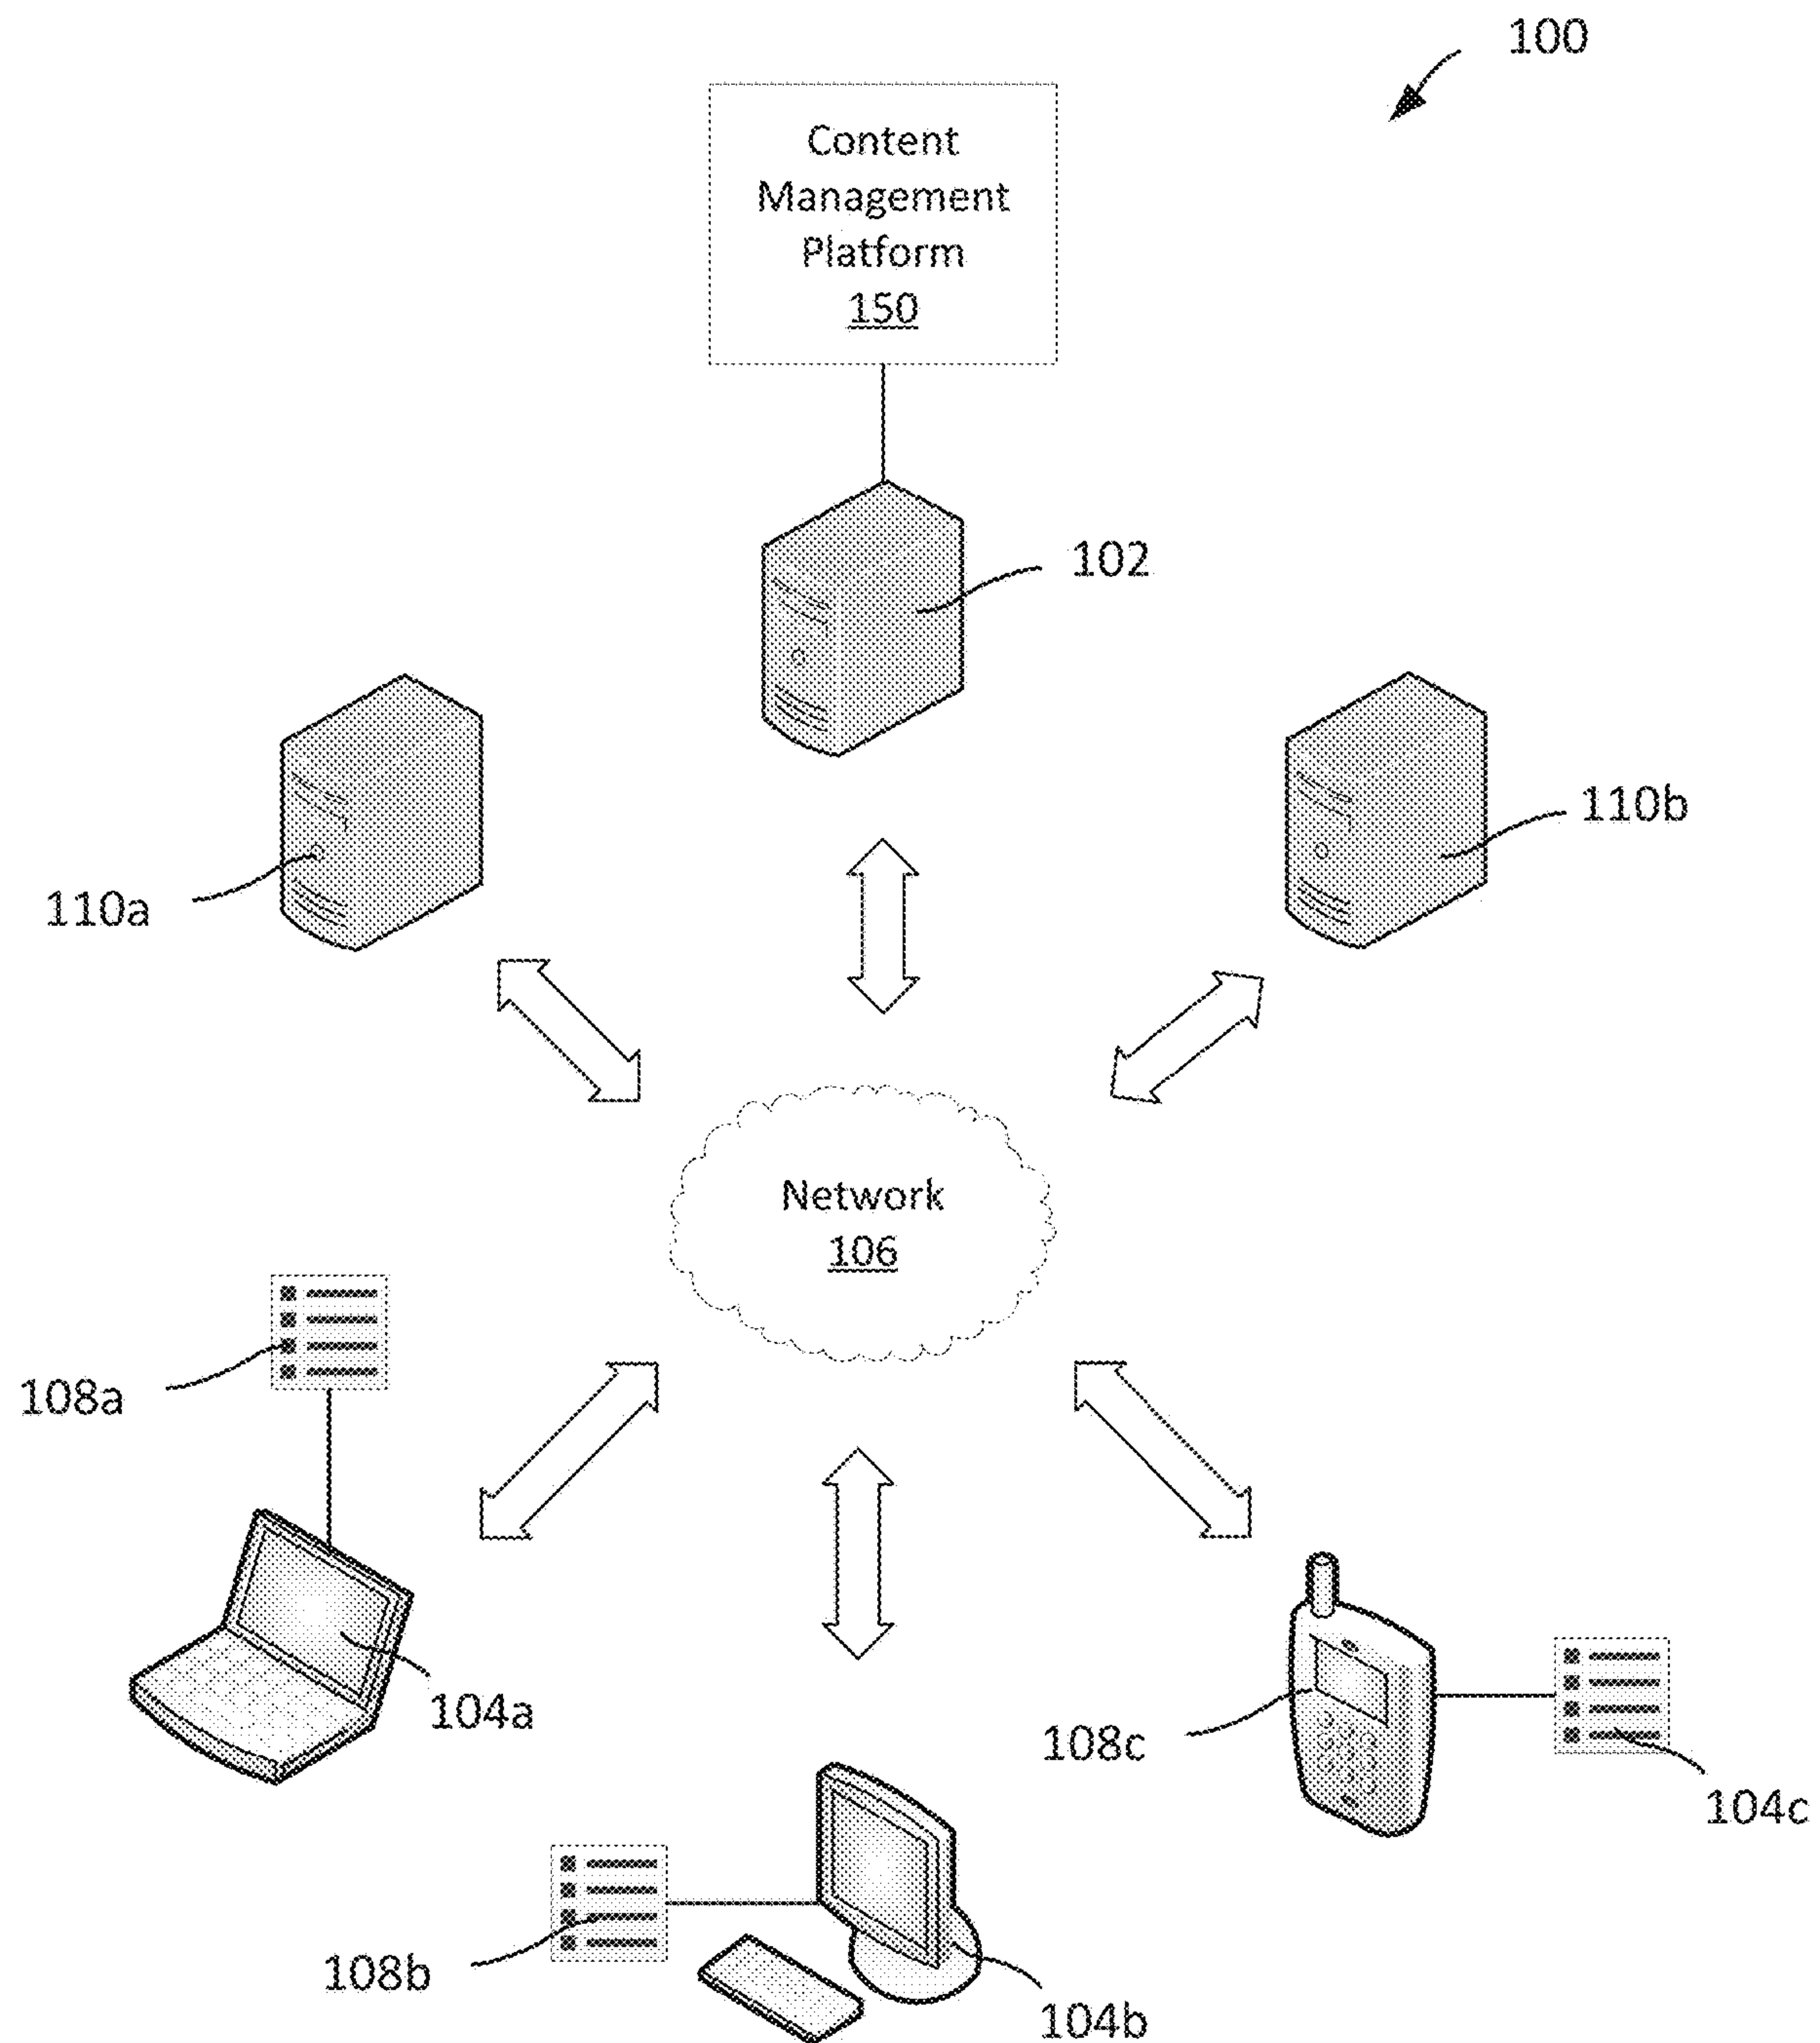 100
Content
Management
Platform
150
102
110b
110a
Network
106
108a
104a
108c
104c
108b
104b